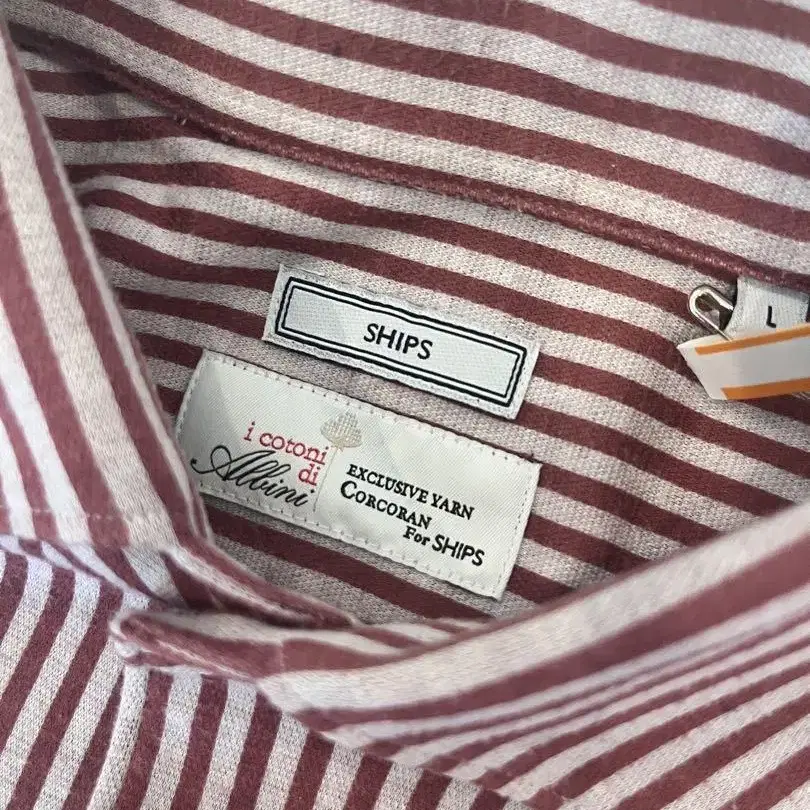 SHIPS
L
i cotoni
di
Albini
EXCLUSIVE YARN
CORCORAN
For SHIPS